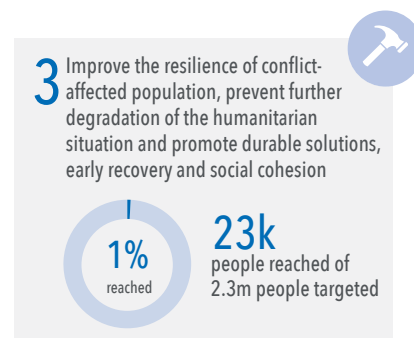 3 Improve the resilience of conflict-
affected population, prevent further
degradation of the humanitarian
situation and promote durable solutions,
early recovery and social cohesion
1%
reached
23k
people reached of
2.3m people targeted